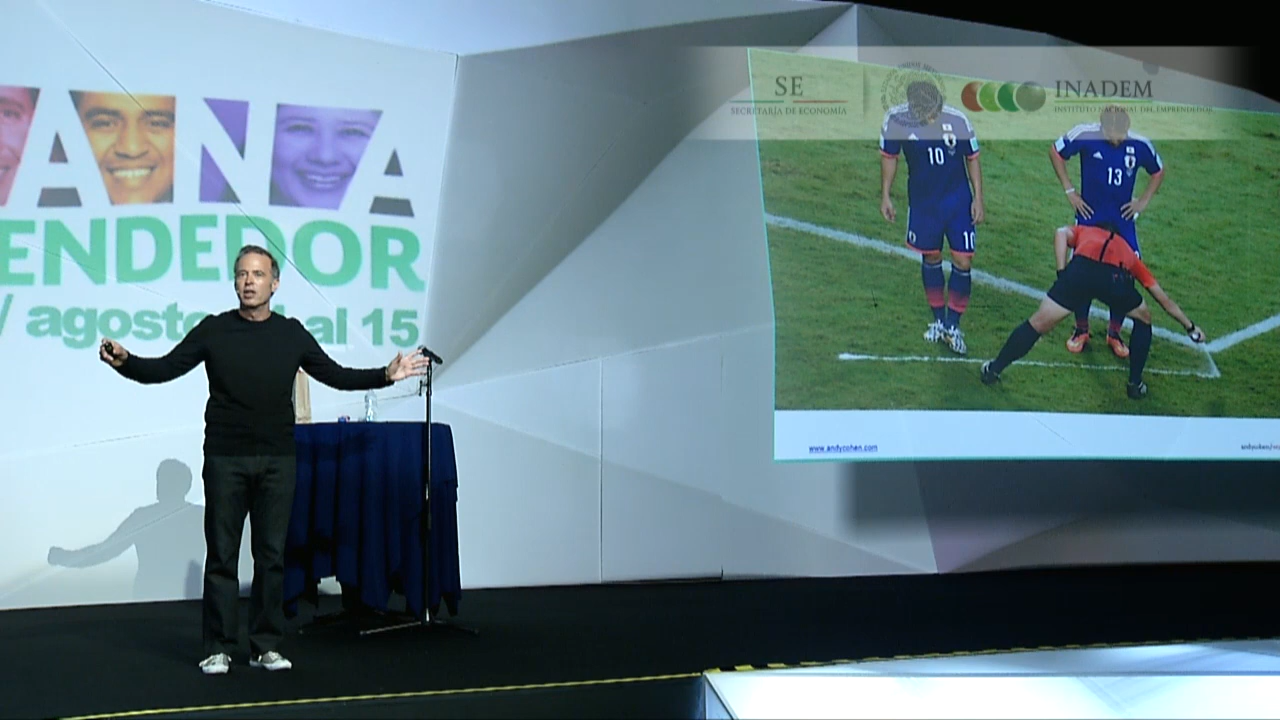 ANA
ENDEDOR
/ agosto al 15
SE
SECRETARÍA DE ECONOMÍA
INADEM
INSTITUTO NACIONAL DEL EMPRENDEDOR
10
10
13
www.andycohen.com